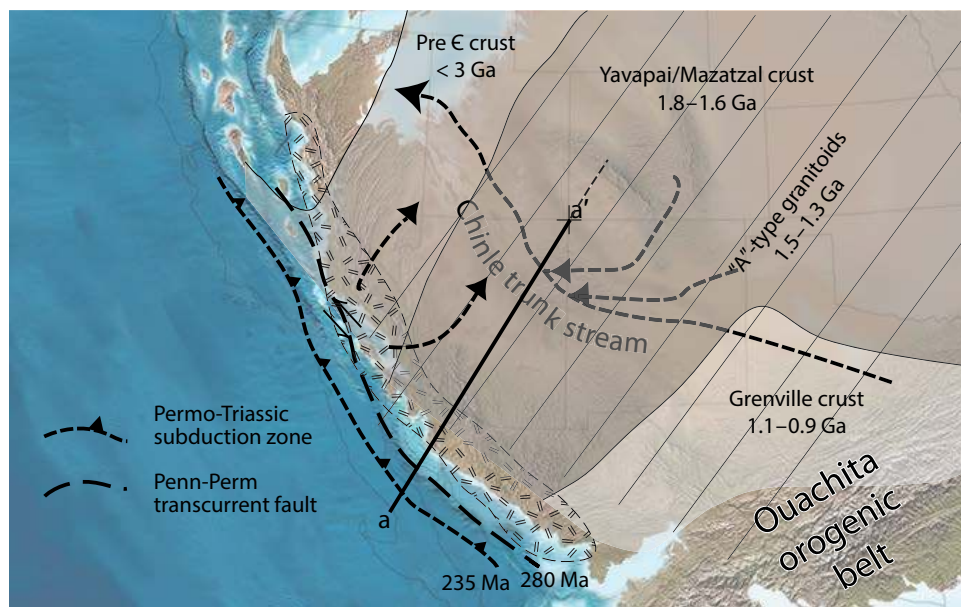 Pre Є crust
< 3 Ga
Yavapai/Mazatzal crust
1.8–1.6 Ga
"A"-type granitoids
1.5–1.3 Ga
a'
Chinle trunk stream
Grenville crust
1.1–0.9 Ga
Permo-Triassic
subduction zone
Penn-Perm
transcurrent fault
a
235 Ma
280 Ma
Ouachita
orogenic
belt